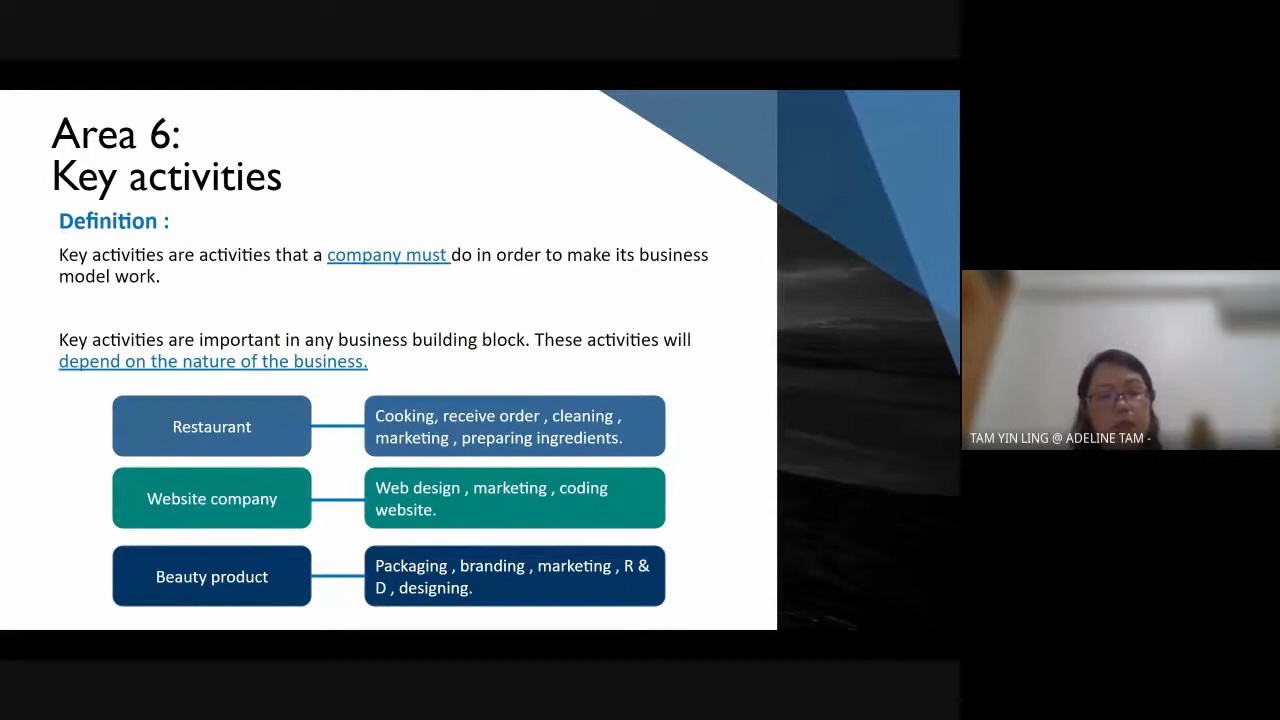 Area 6:
Key activities
Definition :
Key activities are activities that a company must do in order to make its business
model work.
Key activities are important in any business building block. These activities will
depend on the nature of the business.
Restaurant
Cooking, receive order , cleaning ,
marketing , preparing ingredients.
Website company
Web design , marketing , coding
website.
Beauty product
Packaging , branding , marketing , R &
D , designing.
TAM YIN LING @ ADELINE TAM -